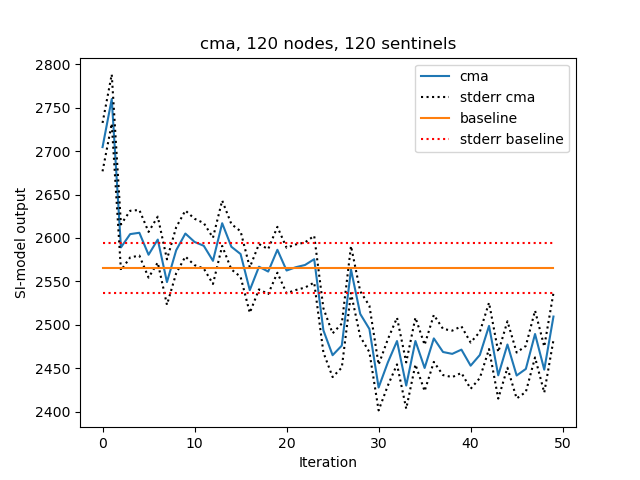 cma, 120 nodes, 120 sentinels
2800
2750
2700
2650
2600
2550
2500
2450
2400
SI-model output
cma
stderr cma
baseline
stderr baseline
0 10 20 30 40 50
Iteration